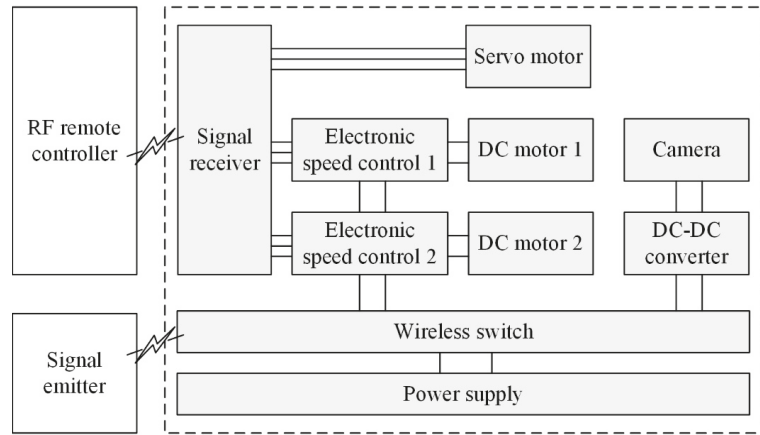 RF remote
controller
Signal
emitter
Signal
receiver
Servo motor
Electronic
speed control 1
DC motor 1
Camera
Electronic
speed control 2
DC motor 2
DC-DC
converter
Wireless switch
Power supply